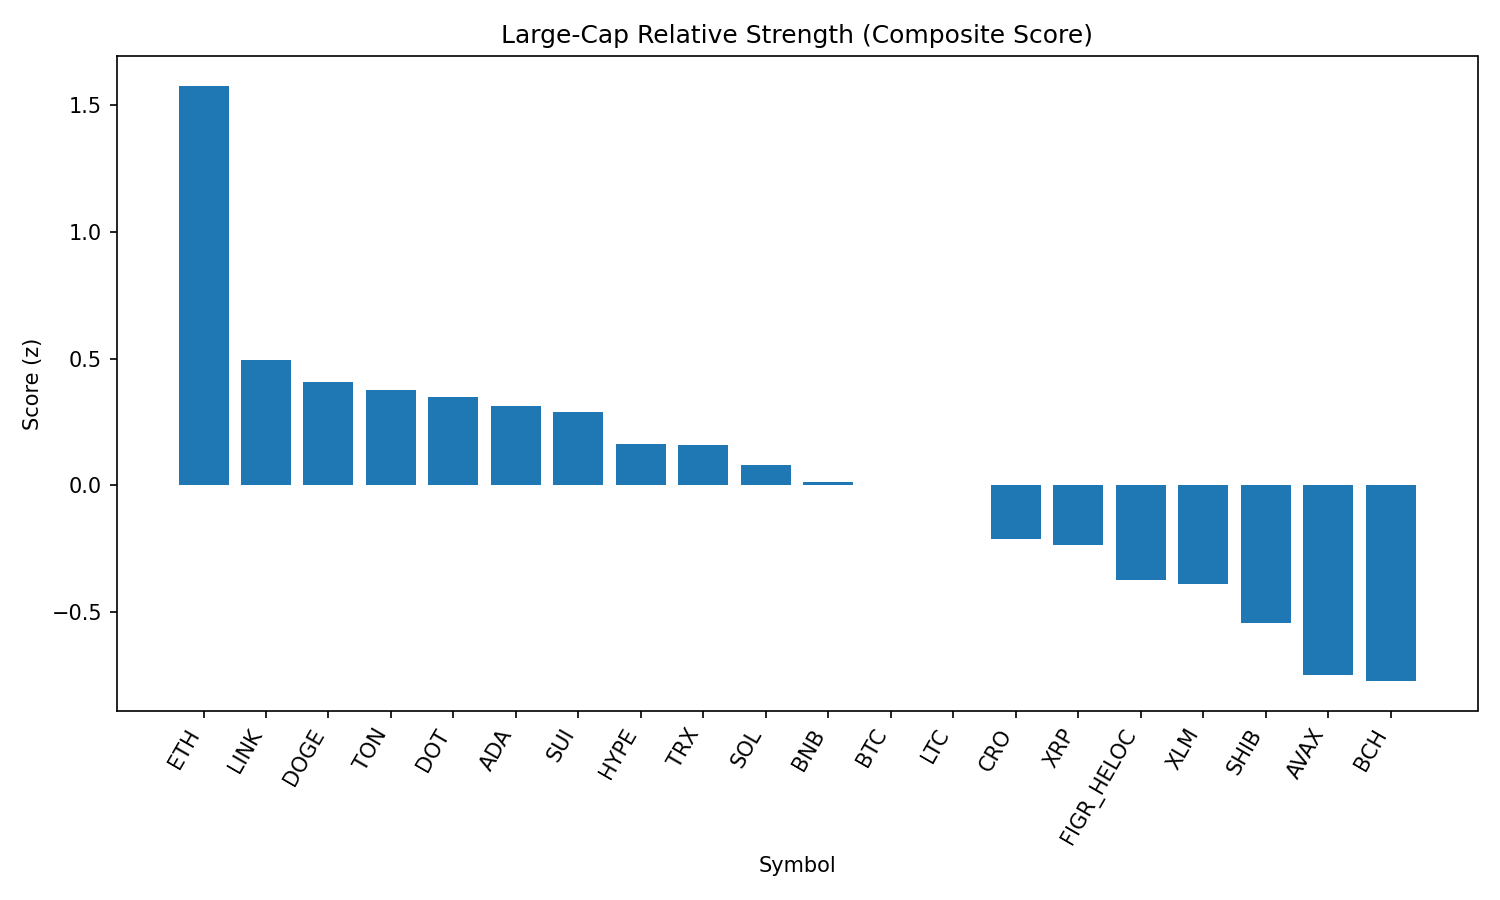 Large-Cap Relative Strength (Composite Score)
Score (z)
1.5
1.0
0.5
0.0
−0.5
ETH
LINK
DOGE
TON
DOT
ADA
SUI
HYPE
TRX
SOL
BNB
BTC
LTC
CRO
XRP
FIGR_HELOC
XLM
SHIB
AVAX
BCH
Symbol